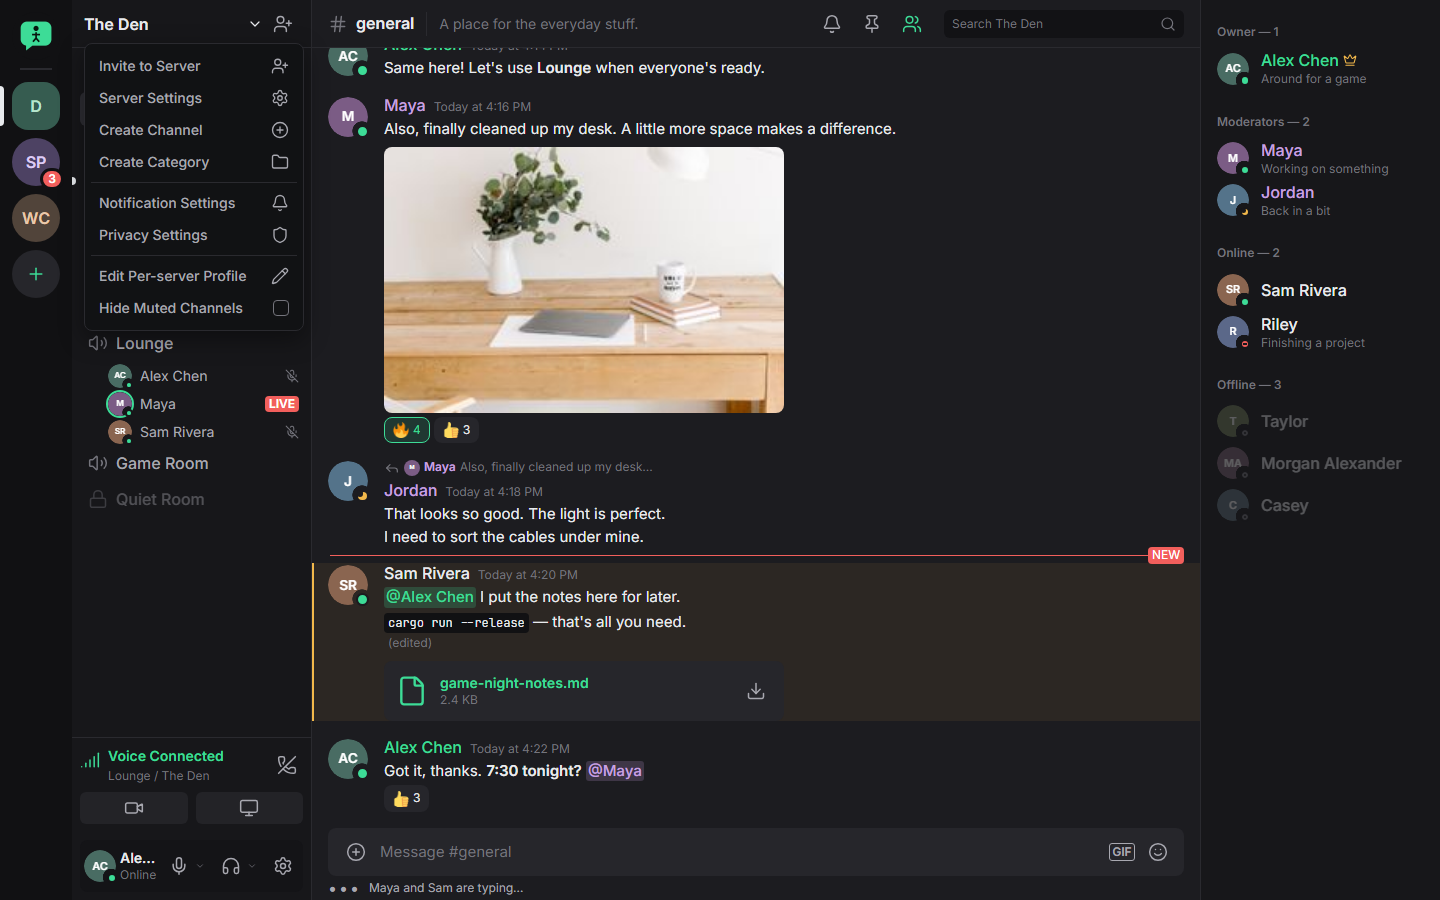 The Den
Invite to Server
Server Settings
Create Channel
Create Category
Notification Settings
Privacy Settings
Edit Per-server Profile
Hide Muted Channels
D
SP
3
WC
Lounge
AC Alex Chen
M Maya LIVE
SR Sam Rivera
Game Room
Quiet Room
Voice Connected
Lounge / The Den
AC Ale...
Online
# general A place for the everyday stuff.
Search The Den
AC
Same here! Let's use Lounge when everyone's ready.
M Maya Today at 4:16 PM
Also, finally cleaned up my desk. A little more space makes a difference.
4 3
M Maya Also, finally cleaned up my desk...
J Jordan Today at 4:18 PM
That looks so good. The light is perfect.
I need to sort the cables under mine.
NEW
SR Sam Rivera Today at 4:20 PM
@Alex Chen I put the notes here for later.
cargo run --release — that's all you need.
(edited)
game-night-notes.md
2.4 KB
AC Alex Chen Today at 4:22 PM
Got it, thanks. 7:30 tonight? @Maya
3
Message #general
GIF
Maya and Sam are typing...
Owner — 1
AC Alex Chen
Around for a game
Moderators — 2
M Maya
Working on something
J Jordan
Back in a bit
Online — 2
SR Sam Rivera
R Riley
Finishing a project
Offline — 3
T Taylor
MA Morgan Alexander
C Casey